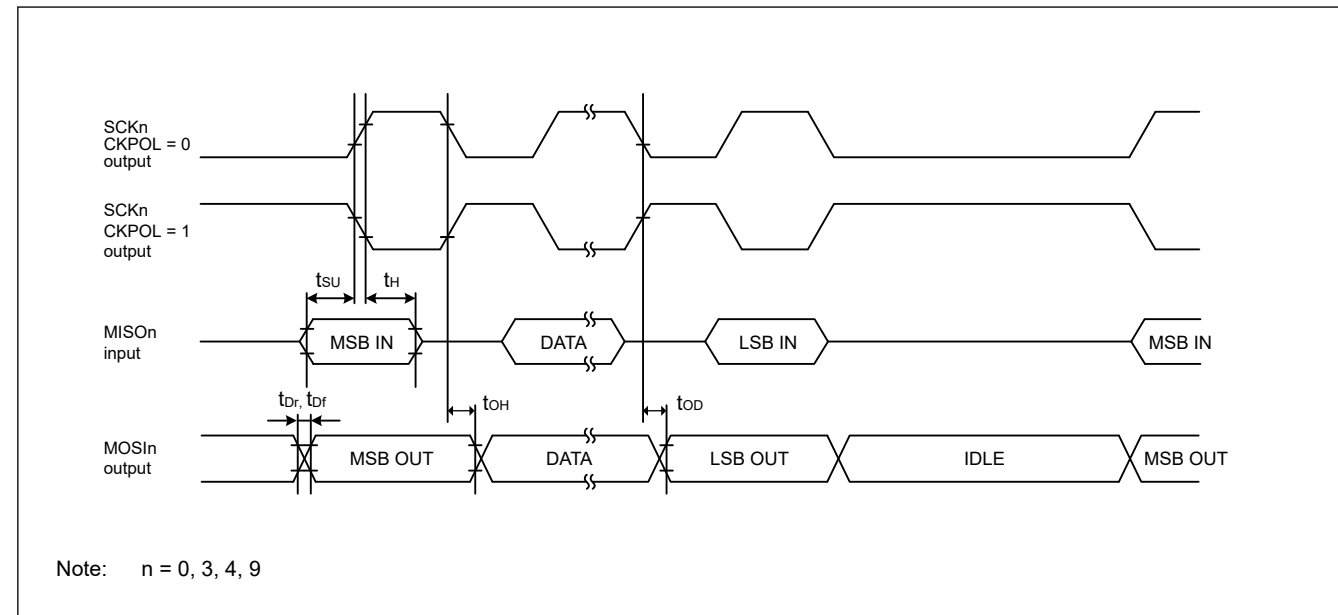 SCKn
CKPOL = 0
output
SCKn
CKPOL = 1
output
tSU
tH
MISOn
input
MSB IN
DATA
LSB IN
MSB IN
tDr, tDf
tOH
tOD
MOSIn
output
MSB OUT
DATA
LSB OUT
IDLE
MSB OUT
Note: n = 0, 3, 4, 9